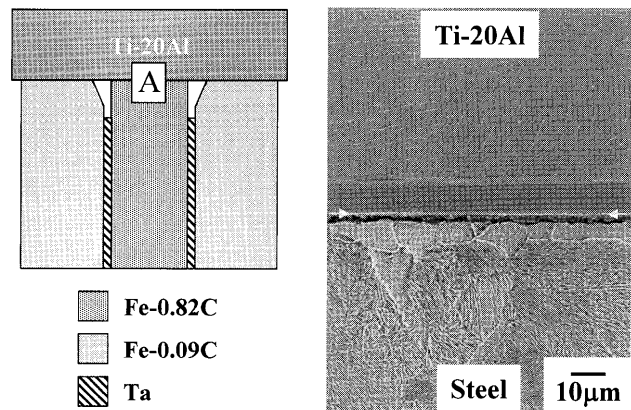 Ti-20Al
A
Fe-0.82C
Fe-0.09C
Ta
Ti-20Al
Steel
10μm